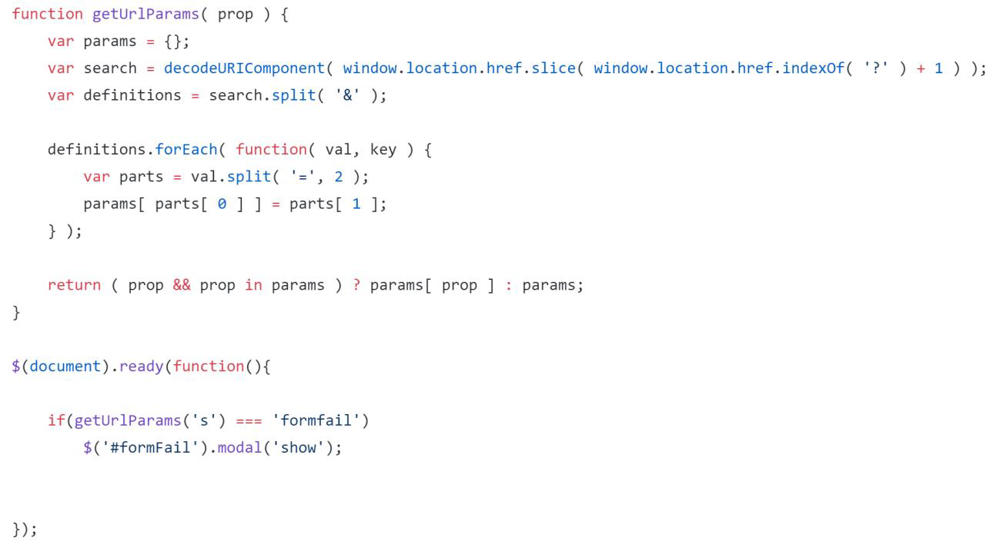 function getUrlParams( prop ) {
    var params = {};
    var search = decodeURIComponent( window.location.href.slice( window.location.href.indexOf( '?' ) + 1 ) );
    var definitions = search.split( '&' );

    definitions.forEach( function( val, key ) {
        var parts = val.split( '=', 2 );
        params[ parts[ 0 ] ] = parts[ 1 ];
    } );

    return ( prop && prop in params ) ? params[ prop ] : params;
}

$(document).ready(function(){

    if(getUrlParams('s') === 'formfail')
        $('#formFail').modal('show');

});